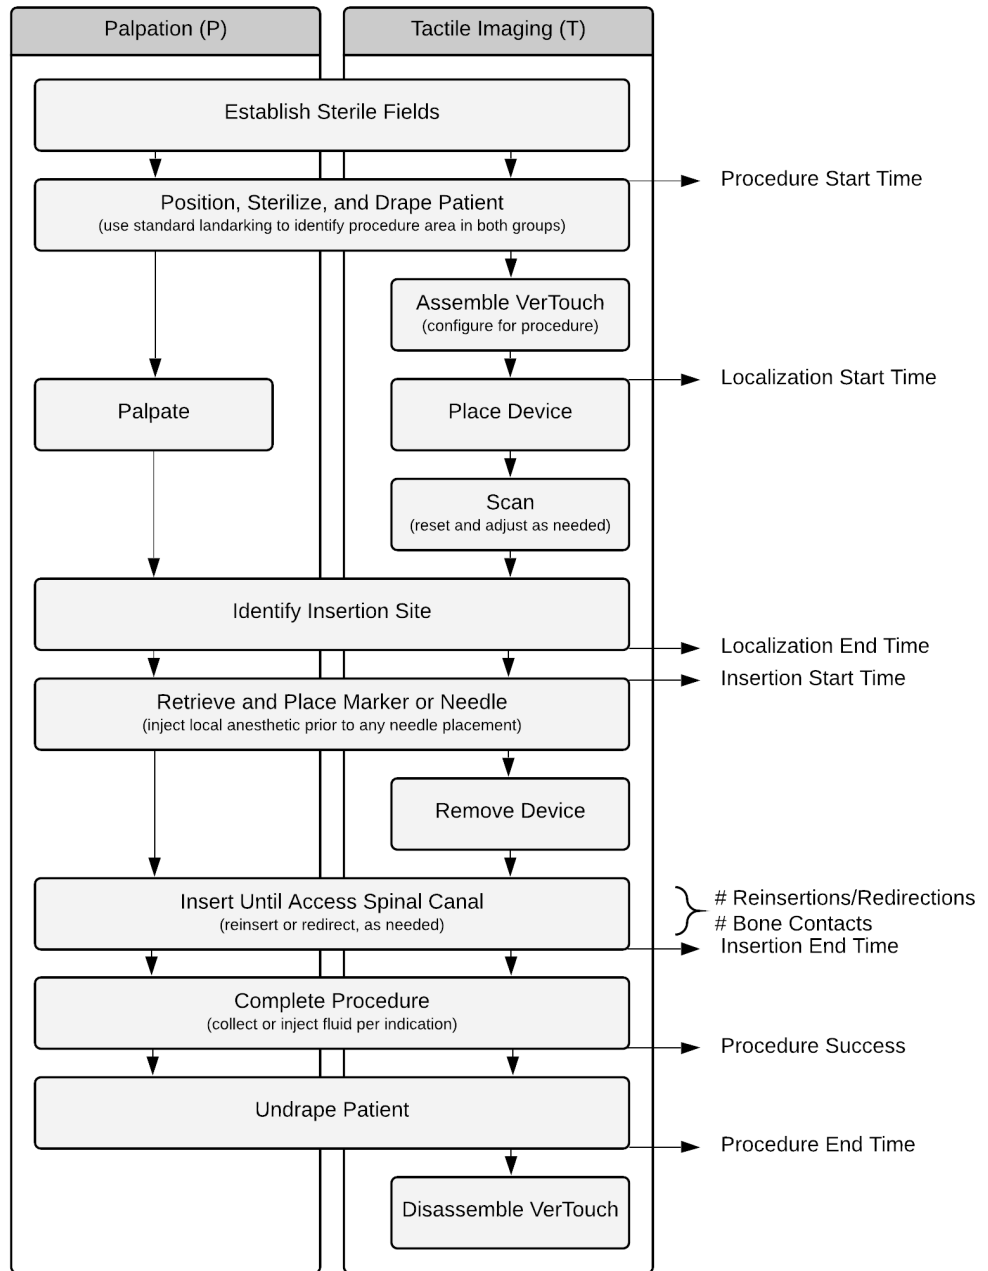 Palpation (P)
Tactile Imaging (T)
Establish Sterile Fields
Procedure Start Time
Position, Sterilize, and Drape Patient
(use standard landarking to identify procedure area in both groups)
Assemble VerTouch
(configure for procedure)
Localization Start Time
Palpate
Place Device
Scan
(reset and adjust as needed)
Identify Insertion Site
Localization End Time
Insertion Start Time
Retrieve and Place Marker or Needle
(inject local anesthetic prior to any needle placement)
Remove Device
Insert Until Access Spinal Canal
(reinsert or redirect, as needed)
# Reinsertions/Redirections
# Bone Contacts
Insertion End Time
Complete Procedure
(collect or inject fluid per indication)
Procedure Success
Undrape Patient
Procedure End Time
Disassemble VerTouch